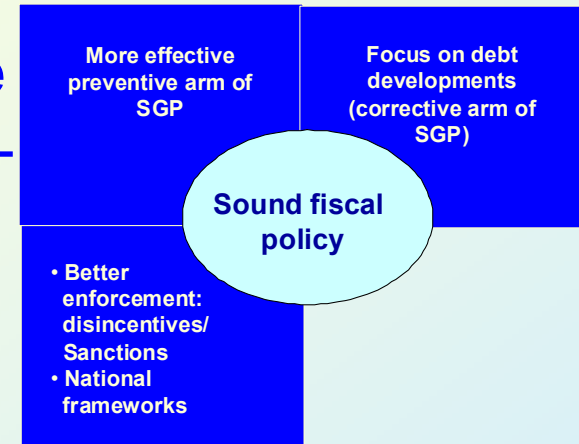 e
More effective
preventive arm of
SGP
Focus on debt
developments
(corrective arm of
SGP)
Sound fiscal
policy
• Better
enforcement:
disincentives/
Sanctions
• National
frameworks